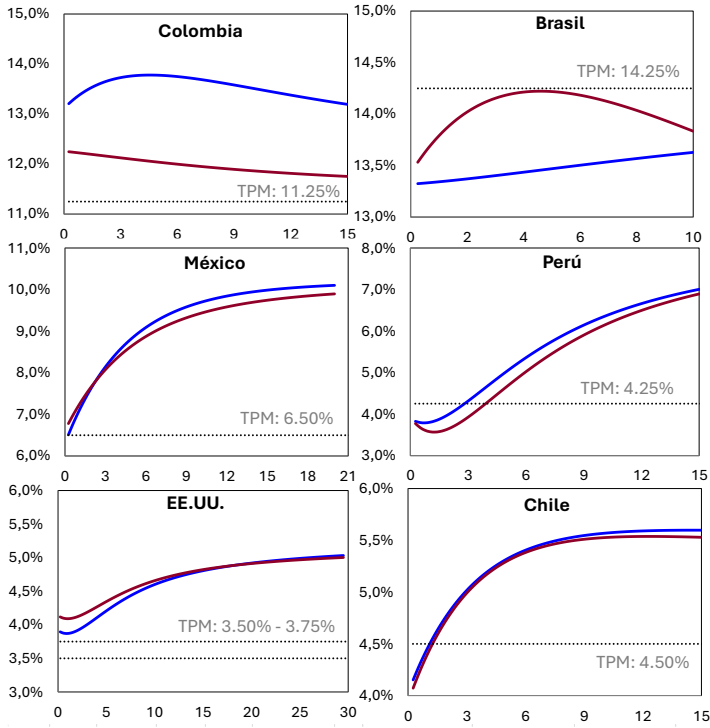 Colombia
15,0%
14,0%
13,0%
12,0%
11,0%
TPM: 11.25%
0 3 6 9 12 15
Brasil
15,0%
14,5%
14,0%
13,5%
13,0%
TPM: 14.25%
0 2 4 6 8 10
México
11,0%
10,0%
9,0%
8,0%
7,0%
6,0%
TPM: 6.50%
0 3 6 9 12 15 18 21
Perú
8,0%
7,0%
6,0%
5,0%
4,0%
3,0%
TPM: 4.25%
0 3 6 9 12 15
EE.UU.
6,0%
5,5%
5,0%
4,5%
4,0%
3,5%
3,0%
TPM: 3.50% - 3.75%
0 5 10 15 20 25 30
Chile
6,0%
5,5%
5,0%
4,5%
4,0%
TPM: 4.50%
0 3 6 9 12 15